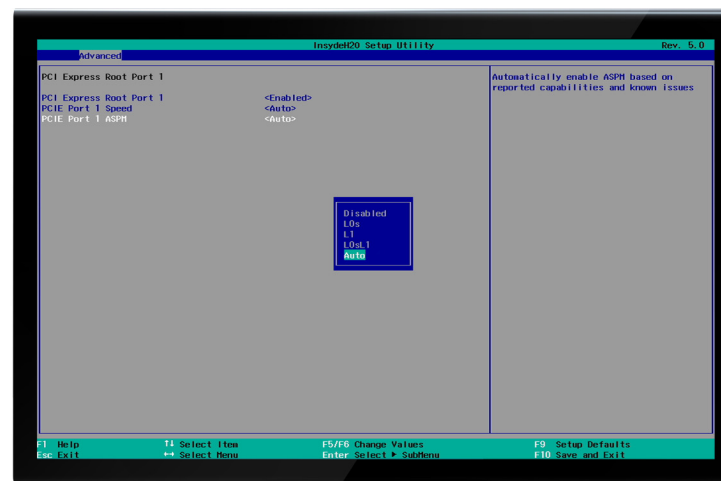 InsydeH20 Setup Utility Rev. 5.0
Advanced
PCI Express Root Port 1
PCI Express Root Port 1 <Enabled>
PCIE Port 1 Speed <Auto>
PCIE Port 1 ASPM <Auto>
Automatically enable ASPM based on
reported capabilities and known issues
Disabled
L0s
L1
L0sL1
Auto
F1 Help ↑↓ Select Item F5/F6 Change Values F9 Setup Defaults
Esc Exit ↔ Select Menu Enter Select ▶ SubMenu F10 Save and Exit